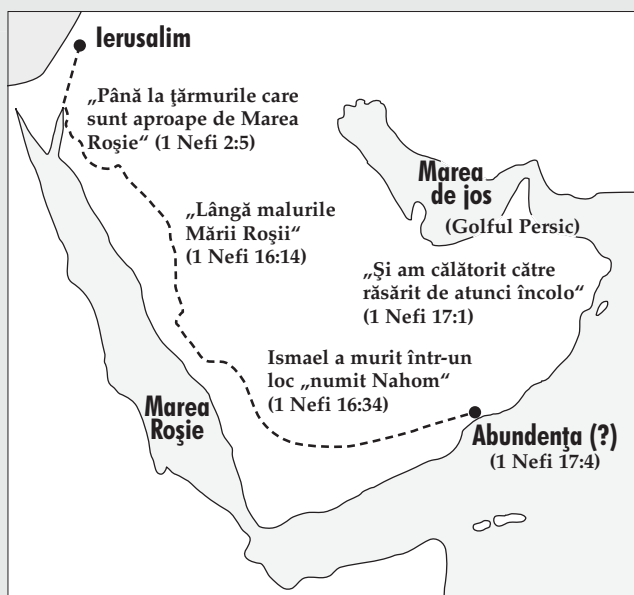 Ierusalim
„Până la ţărmurile care
sunt aproape de Marea
Roşie“ (1 Nefi 2:5)
„Lângă malurile
Mării Roşii“
(1 Nefi 16:14)
Marea
de jos
(Golful Persic)
„Şi am călătorit către
răsărit de atunci încolo“
(1 Nefi 17:1)
Ismael a murit într-un
loc „numit Nahom“
(1 Nefi 16:34)
Marea
Roşie
Abundenţa (?)
(1 Nefi 17:4)